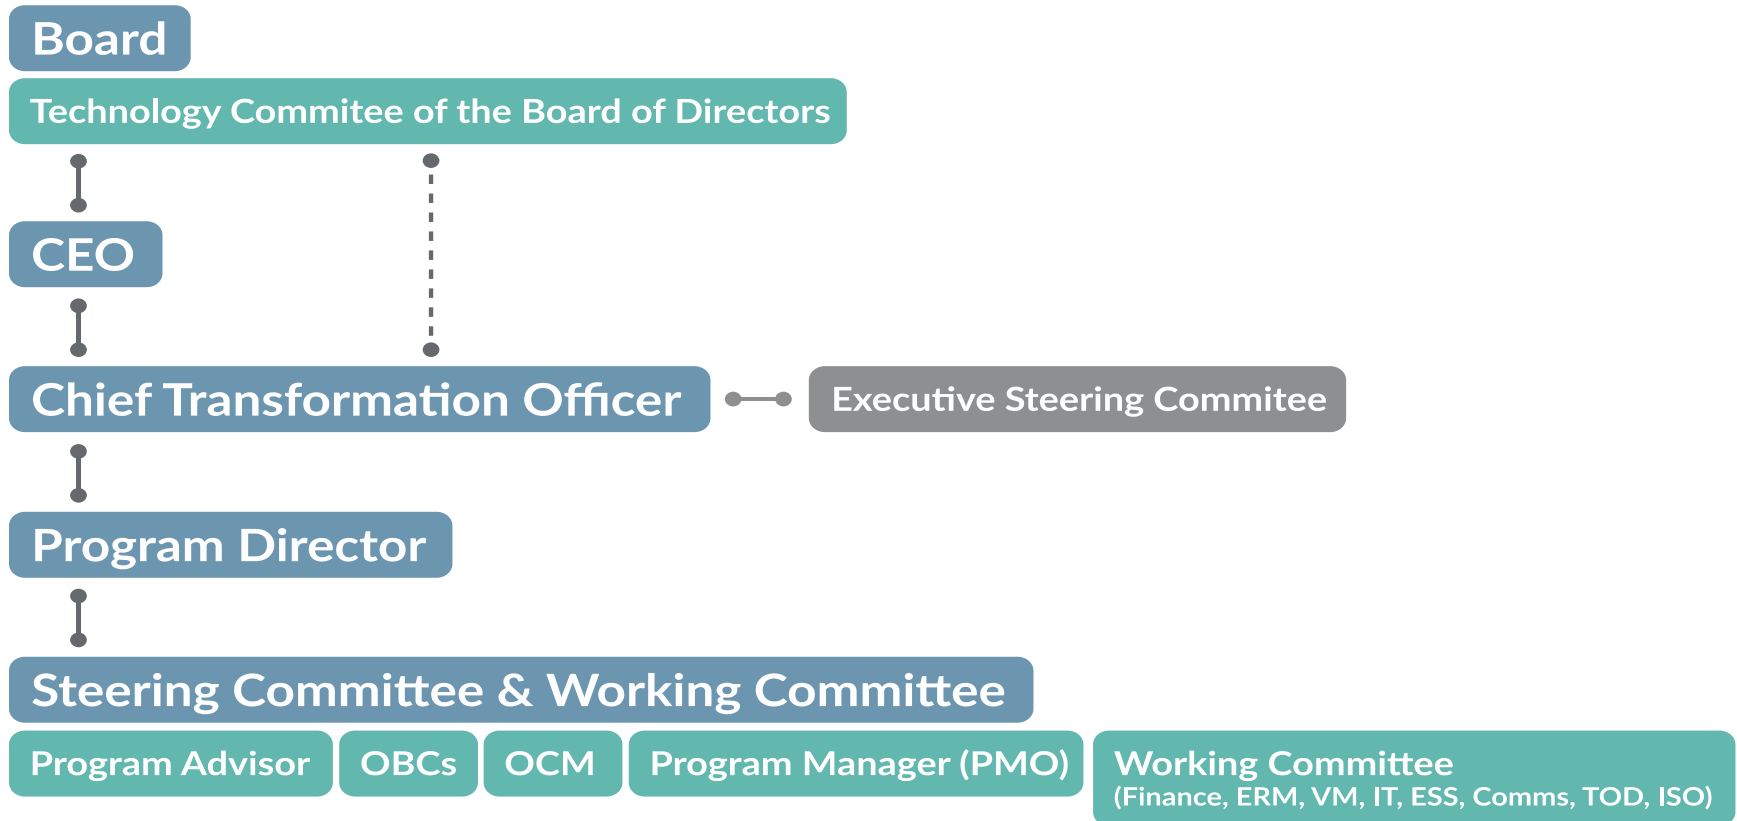 Board
Technology Commitee of the Board of Directors
CEO
Chief Transformation Officer
Executive Steering Commitee
Program Director
Steering Committee & Working Committee
Program Advisor
OBCs
OCM
Program Manager (PMO)
Working Committee
(Finance, ERM, VM, IT, ESS, Comms, TOD, ISO)